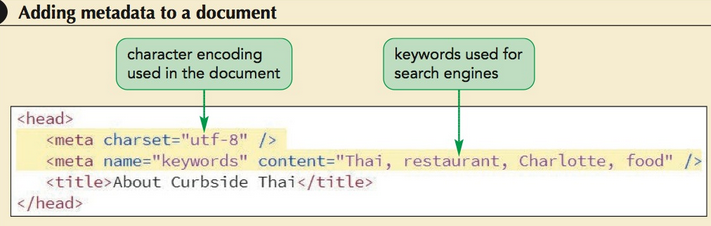 Adding metadata to a document
character encoding
used in the document
keywords used for
search engines
<head>
<meta charset="utf-8" />
<meta name="keywords" content="Thai, restaurant, Charlotte, food" />
<title>About Curbside Thai</title>
</head>